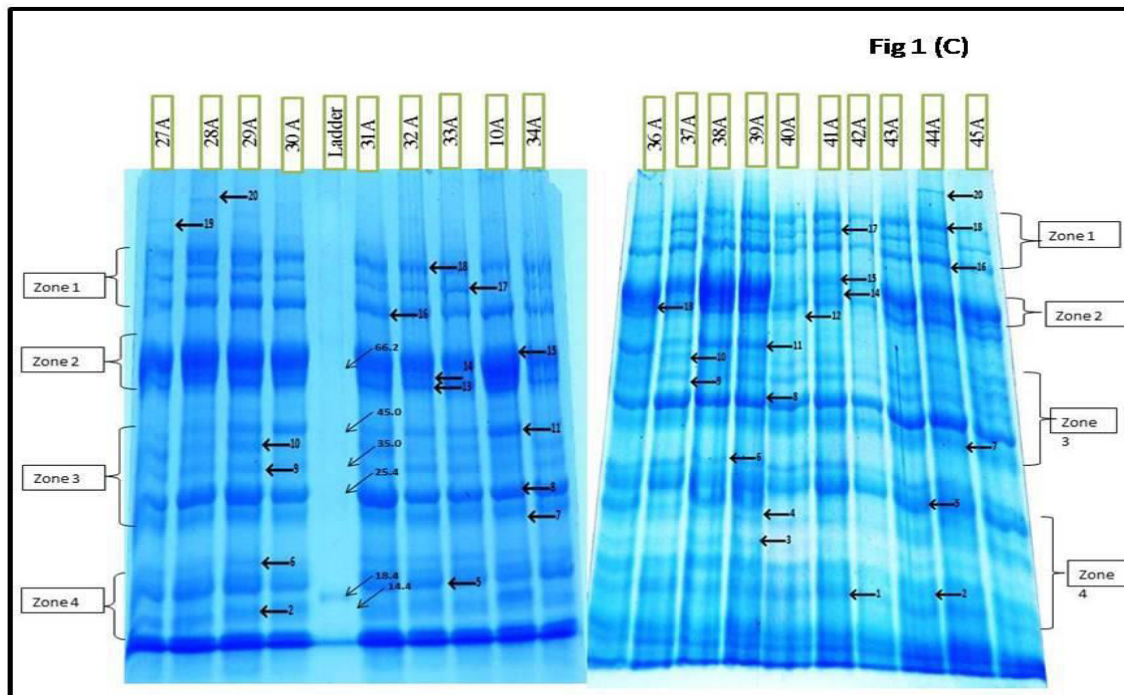 Fig 1 (C)
27 A
28A
29 A
30 A
Ladder
31A
32 A
33A
10A
34A
36 A
37A
38A
39A
40A
41A
42A
43A
44A
45A
20
19
18
17
16
15
14
13
11
10
9
8
7
6
5
2
66.2
45.0
35.0
25.4
18.4
14.4
Zone 1
Zone 2
Zone 3
Zone 4
20
18
17
16
15
14
13
12
11
10
9
8
7
6
5
4
3
2
1
Zone 1
Zone 2
Zone
3
Zone
4